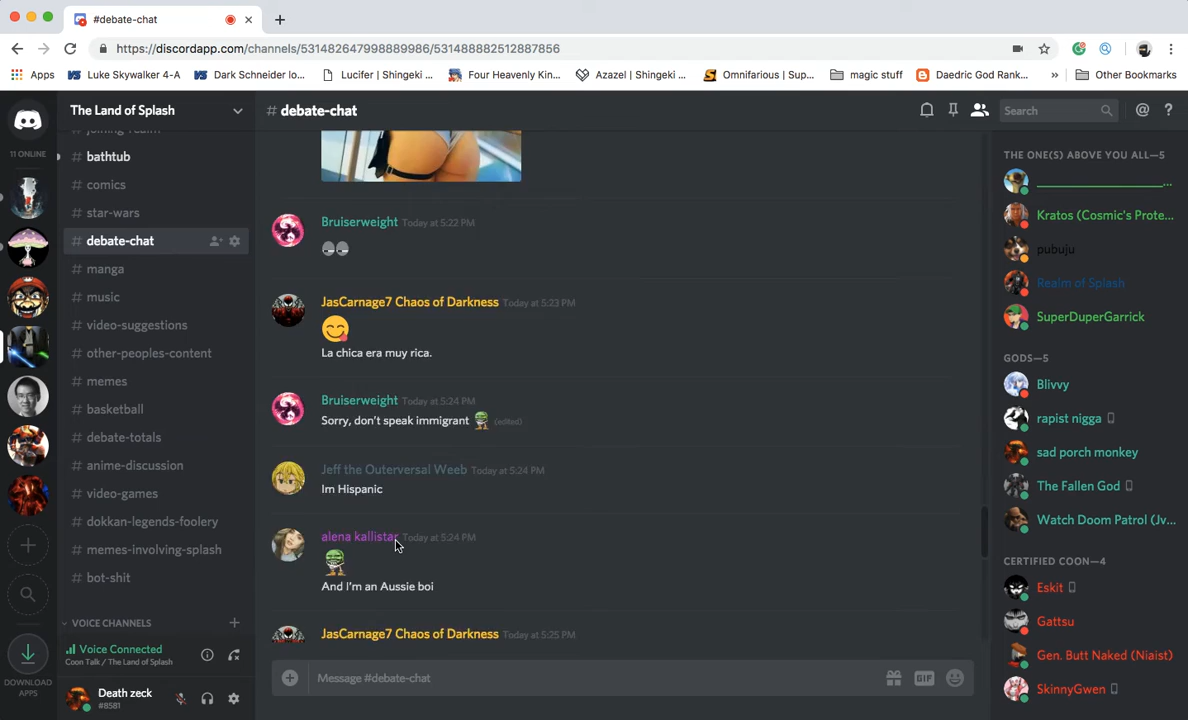 #debate-chat
https://discordapp.com/channels/531482647998889986/531488882512887856
Apps
Luke Skywalker 4-A
Dark Schneider lo...
Lucifer | Shingeki ...
Four Heavenly Kin...
Azazel | Shingeki ...
Omnifarious | Sup...
magic stuff
Daedric God Rank...
»
Other Bookmarks
11 ONLINE
DOWNLOAD
APPS
The Land of Splash
# joining-realm
# bathtub
# comics
# star-wars
# debate-chat
# manga
# music
# video-suggestions
# other-peoples-content
# memes
# basketball
# debate-totals
# anime-discussion
# video-games
# dokkan-legends-foolery
# memes-involving-splash
# bot-shit
VOICE CHANNELS
Voice Connected
Coon Talk / The Land of Splash
Death zeck
#8581
# debate-chat
Search
Bruiserweight Today at 5:22 PM
JasCarnage7 Chaos of Darkness Today at 5:23 PM
La chica era muy rica.
Bruiserweight Today at 5:24 PM
Sorry, don't speak immigrant (edited)
Jeff the Outerversal Weeb Today at 5:24 PM
Im Hispanic
alena kallistar Today at 5:24 PM
And I'm an Aussie boi
JasCarnage7 Chaos of Darkness Today at 5:25 PM
Message #debate-chat
GIF
THE ONE(S) ABOVE YOU ALL—5
____________________...
Kratos (Cosmic's Prote...
pubuju
Realm of Splash
SuperDuperGarrick
GODS—5
Blivvy
rapist nigga
sad porch monkey
The Fallen God
Watch Doom Patrol (Jv...
CERTIFIED COON—4
Eskit
Gattsu
Gen. Butt Naked (Niaist)
SkinnyGwen